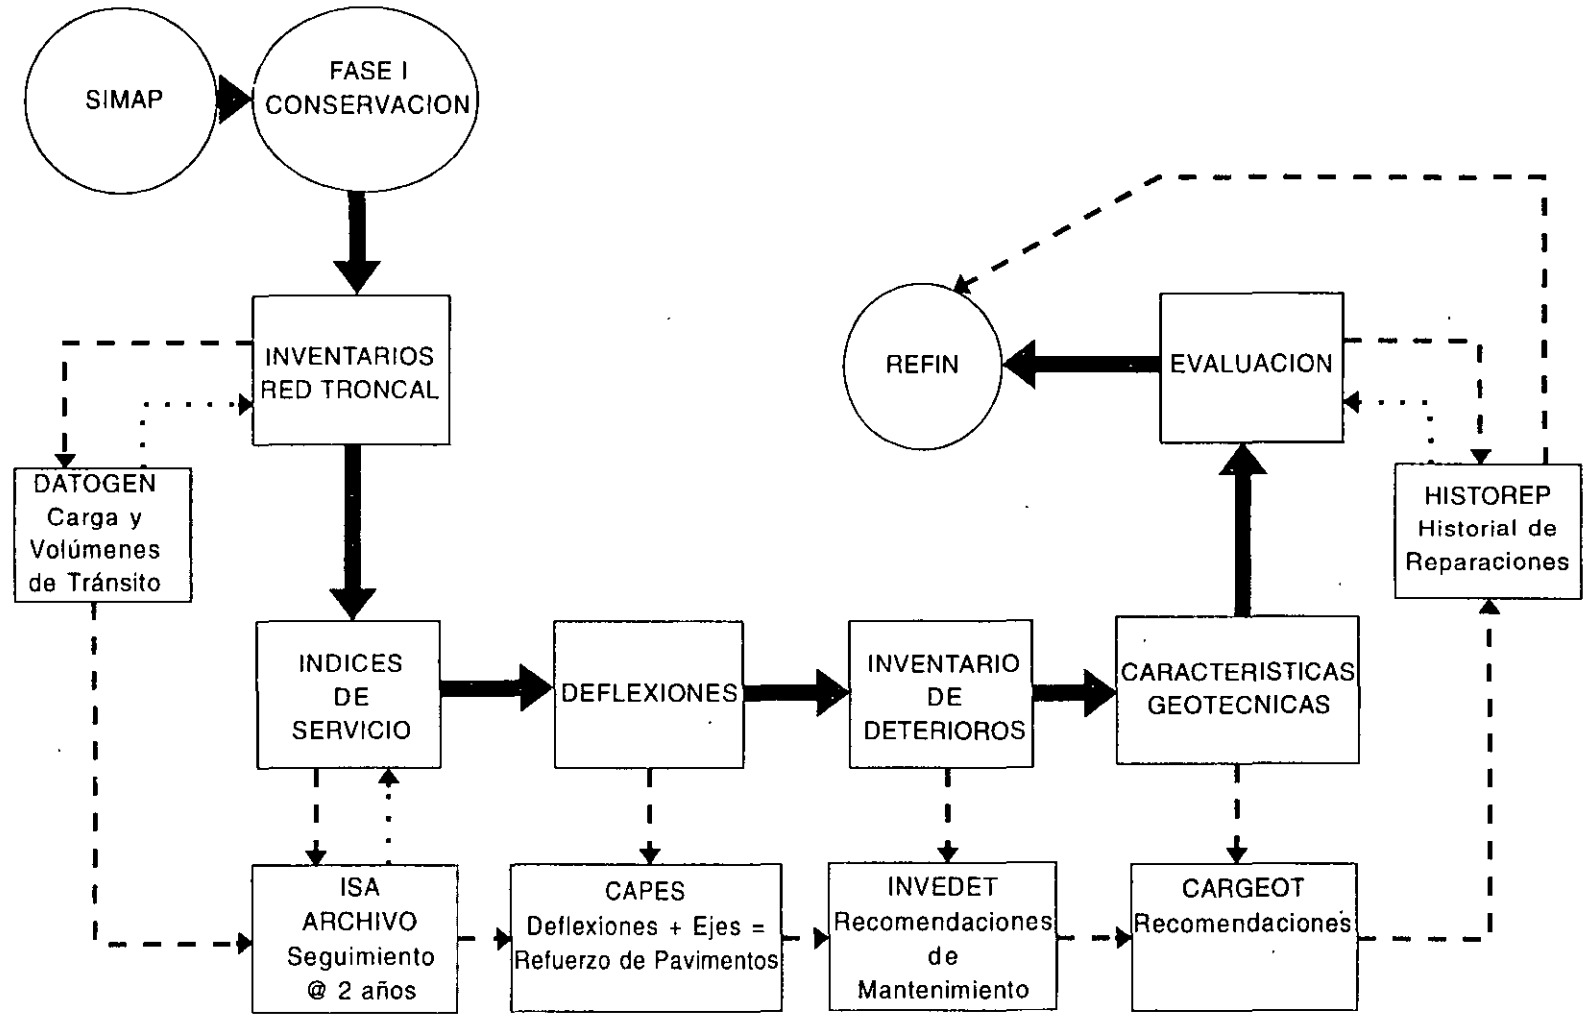 SIMAP
FASE I
CONSERVACION
INVENTARIOS
RED TRONCAL
REFIN
EVALUACION
DATOGEN
Carga y
Volúmenes
de Tránsito
HISTOREP
Historial de
Reparaciones
INDICES
DE
SERVICIO
DEFLEXIONES
INVENTARIO
DE
DETERIOROS
CARACTERISTICAS
GEOTECNICAS
ISA
ARCHIVO
Seguimiento
@ 2 años
CAPES
Deflexiones + Ejes =
Refuerzo de Pavimentos
INVEDET
Recomendaciones
de
Mantenimiento
CARGEOT
Recomendaciones